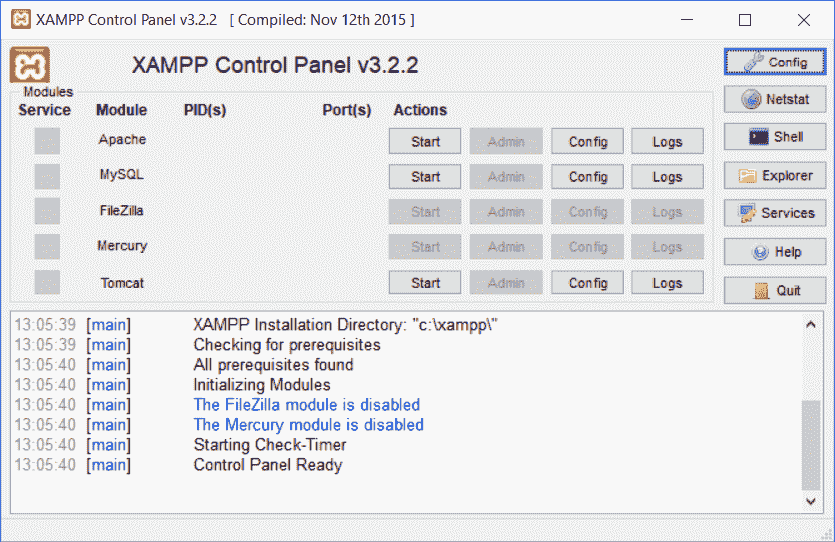 XAMPP Control Panel v3.2.2 [ Compiled: Nov 12th 2015 ]
XAMPP Control Panel v3.2.2
Config
Modules
Service Module PID(s) Port(s) Actions
Netstat
Apache Start Admin Config Logs
Shell
MySQL Start Admin Config Logs
Explorer
FileZilla Start Admin Config Logs
Services
Mercury Start Admin Config Logs
Help
Tomcat Start Admin Config Logs
Quit
13:05:39 [main] XAMPP Installation Directory: "c:\xampp\"
13:05:39 [main] Checking for prerequisites
13:05:40 [main] All prerequisites found
13:05:40 [main] Initializing Modules
13:05:40 [main] The FileZilla module is disabled
13:05:40 [main] The Mercury module is disabled
13:05:40 [main] Starting Check-Timer
13:05:40 [main] Control Panel Ready